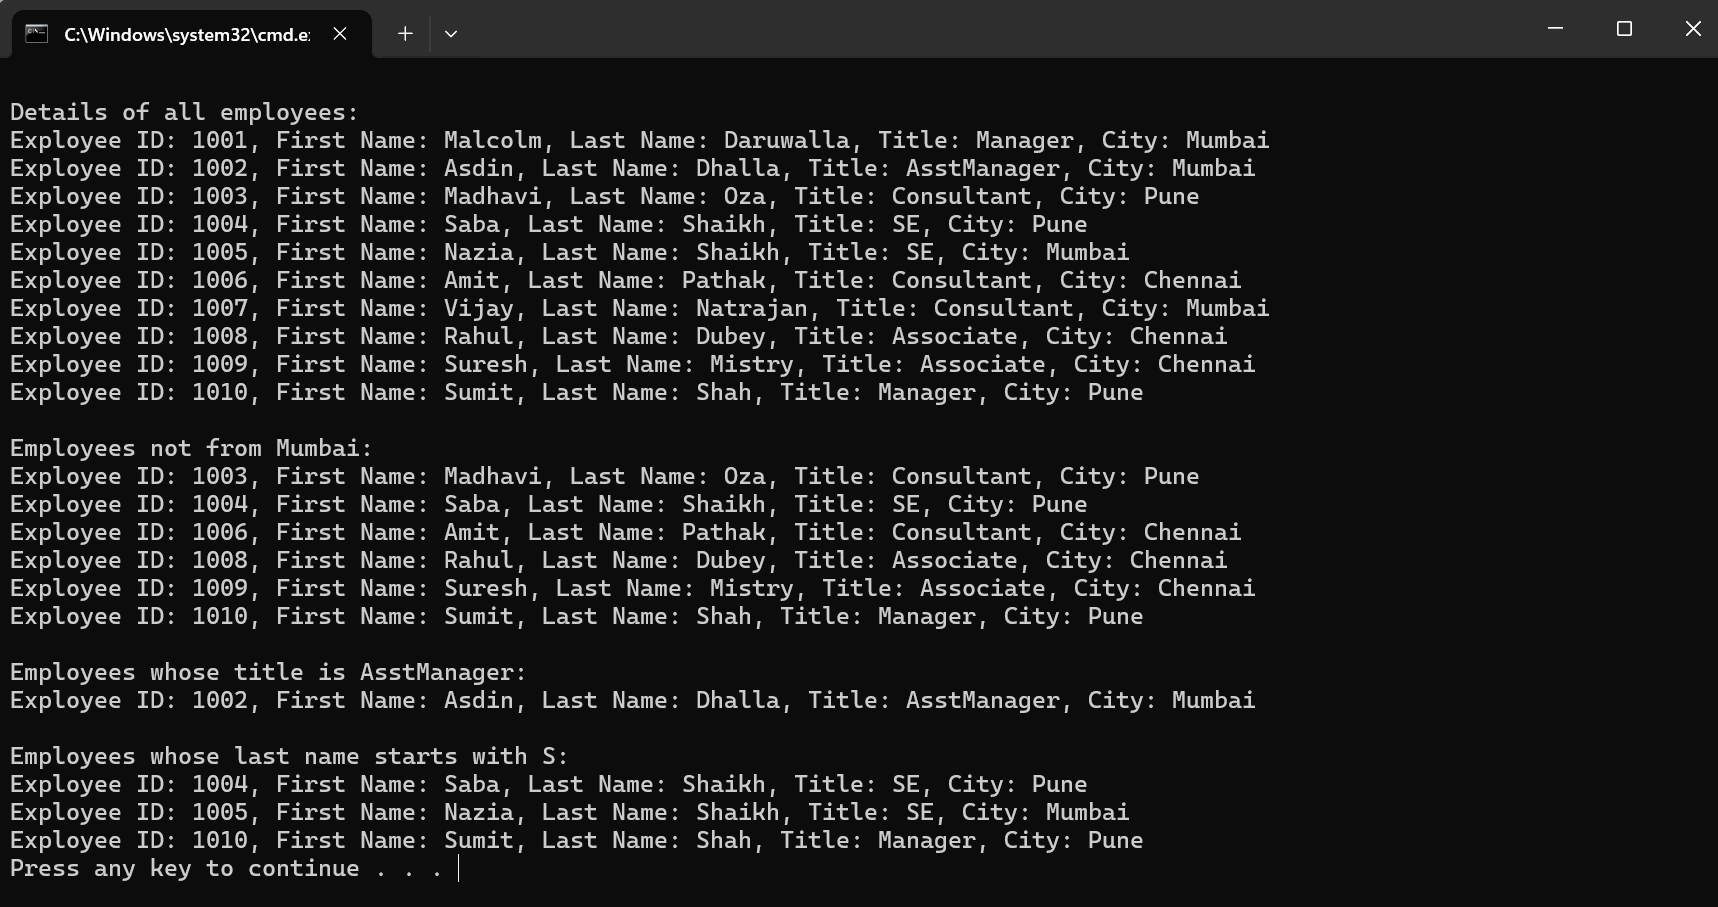 C:\Windows\system32\cmd.e
Details of all employees:
Exployee ID: 1001, First Name: Malcolm, Last Name: Daruwalla, Title: Manager, City: Mumbai
Exployee ID: 1002, First Name: Asdin, Last Name: Dhalla, Title: AsstManager, City: Mumbai
Exployee ID: 1003, First Name: Madhavi, Last Name: Oza, Title: Consultant, City: Pune
Exployee ID: 1004, First Name: Saba, Last Name: Shaikh, Title: SE, City: Pune
Exployee ID: 1005, First Name: Nazia, Last Name: Shaikh, Title: SE, City: Mumbai
Exployee ID: 1006, First Name: Amit, Last Name: Pathak, Title: Consultant, City: Chennai
Exployee ID: 1007, First Name: Vijay, Last Name: Natrajan, Title: Consultant, City: Mumbai
Exployee ID: 1008, First Name: Rahul, Last Name: Dubey, Title: Associate, City: Chennai
Exployee ID: 1009, First Name: Suresh, Last Name: Mistry, Title: Associate, City: Chennai
Exployee ID: 1010, First Name: Sumit, Last Name: Shah, Title: Manager, City: Pune
Employees not from Mumbai:
Exployee ID: 1003, First Name: Madhavi, Last Name: Oza, Title: Consultant, City: Pune
Exployee ID: 1004, First Name: Saba, Last Name: Shaikh, Title: SE, City: Pune
Exployee ID: 1006, First Name: Amit, Last Name: Pathak, Title: Consultant, City: Chennai
Exployee ID: 1008, First Name: Rahul, Last Name: Dubey, Title: Associate, City: Chennai
Exployee ID: 1009, First Name: Suresh, Last Name: Mistry, Title: Associate, City: Chennai
Exployee ID: 1010, First Name: Sumit, Last Name: Shah, Title: Manager, City: Pune
Employees whose title is AsstManager:
Exployee ID: 1002, First Name: Asdin, Last Name: Dhalla, Title: AsstManager, City: Mumbai
Employees whose last name starts with S:
Exployee ID: 1004, First Name: Saba, Last Name: Shaikh, Title: SE, City: Pune
Exployee ID: 1005, First Name: Nazia, Last Name: Shaikh, Title: SE, City: Mumbai
Exployee ID: 1010, First Name: Sumit, Last Name: Shah, Title: Manager, City: Pune
Press any key to continue . . .